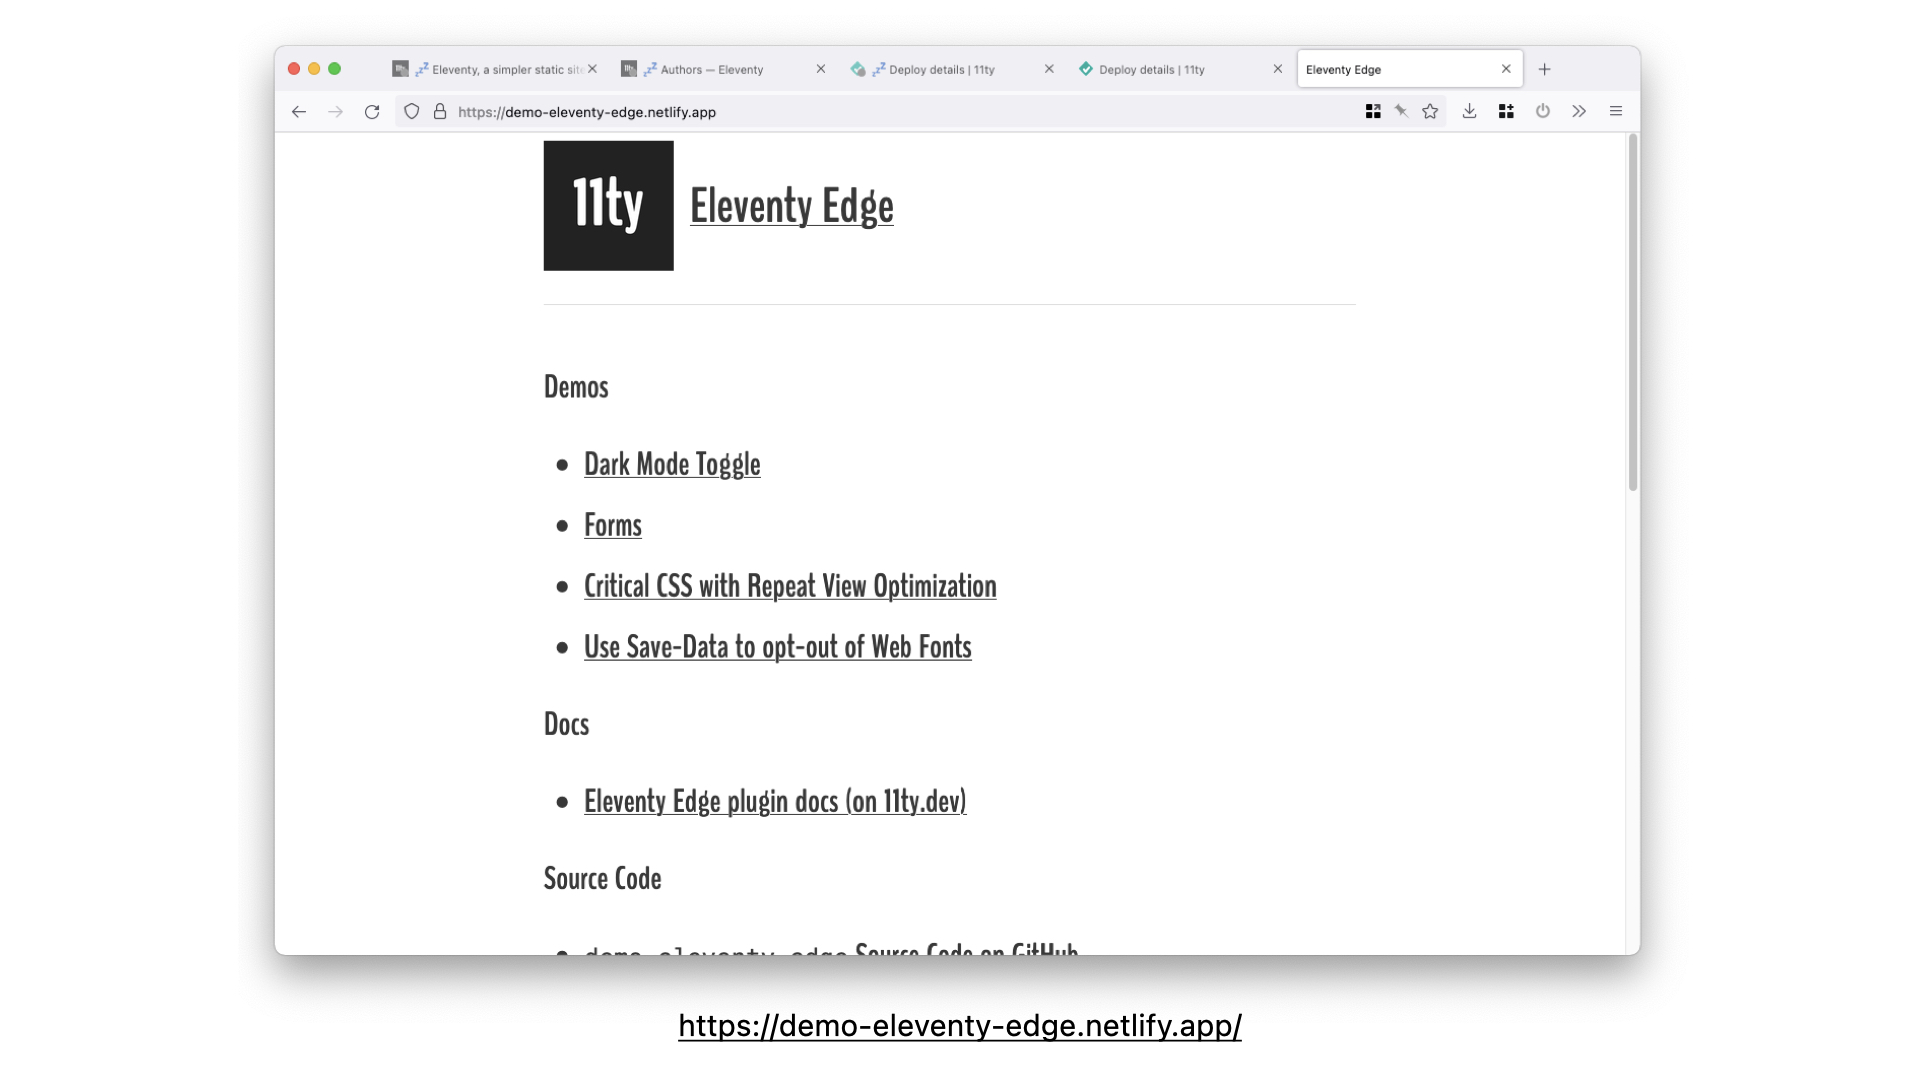 Eleventy, a simpler static site
Authors — Eleventy
Deploy details | 11ty
Deploy details | 11ty
Eleventy Edge
https://demo-eleventy-edge.netlify.app
11ty
Eleventy Edge
Demos
Dark Mode Toggle
Forms
Critical CSS with Repeat View Optimization
Use Save-Data to opt-out of Web Fonts
Docs
Eleventy Edge plugin docs (on 11ty.dev)
Source Code
demo-eleventy-edge Source Code on GitHub
https://demo-eleventy-edge.netlify.app/